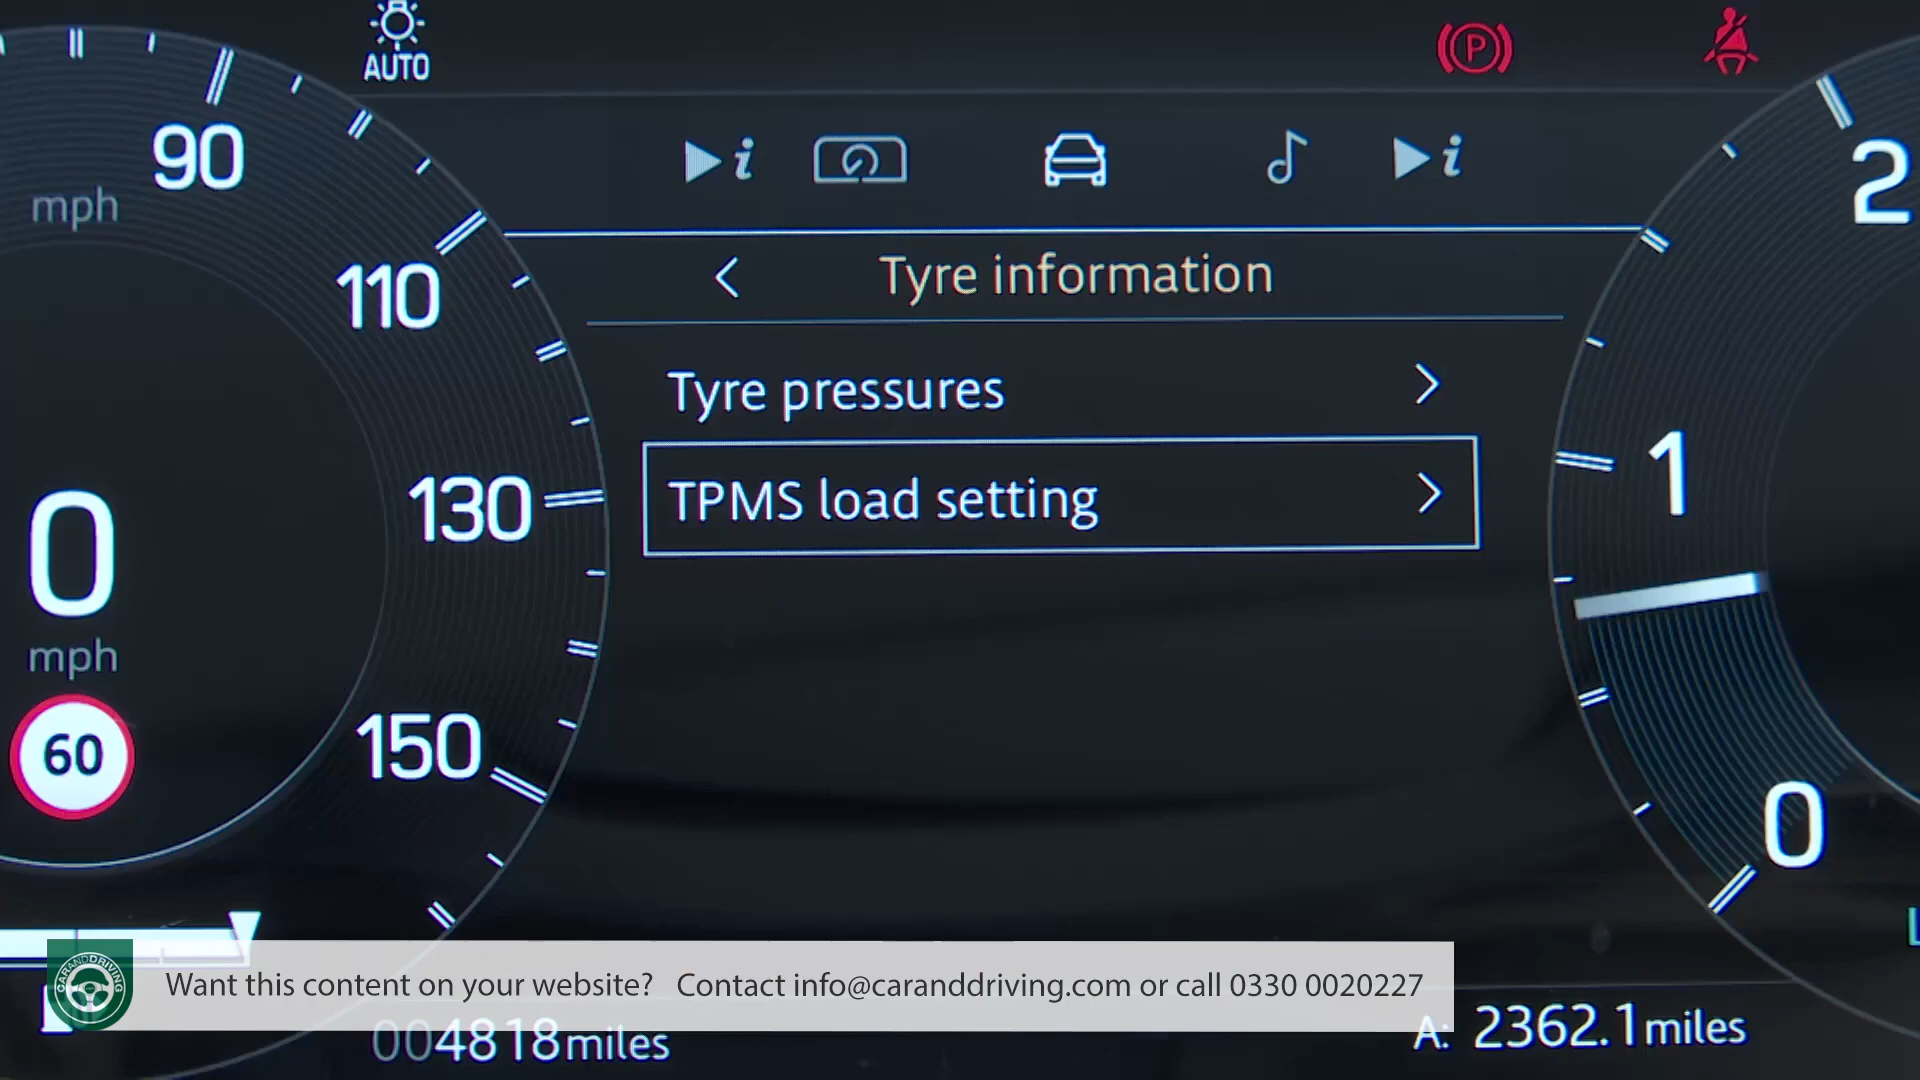 AUTO
P
90
mph
i
i
2
110
Tyre information
Tyre pressures
130
TPMS load setting
1
0
mph
60
150
0
CARANDDRIVING
Want this content on your website? Contact info@caranddriving.com or call 0330 0020227
004818 miles
A: 2362.1 miles